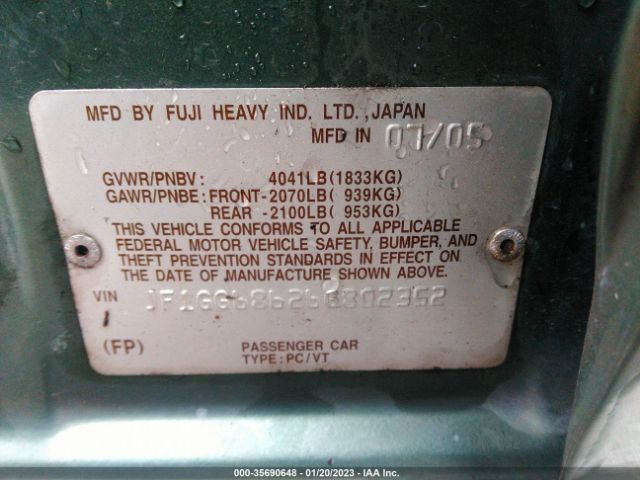 MFD BY FUJI HEAVY IND. LTD. ,JAPAN
MFD IN 07/05
GVWR/PNBV: 4041LB(1833KG)
GAWR/PNBE: FRONT-2070LB( 939KG)
REAR -2100LB( 953KG)
THIS VEHICLE CONFORMS TO ALL APPLICABLE
FEDERAL MOTOR VEHICLE SAFETY, BUMPER, AND
THEFT PREVENTION STANDARDS IN EFFECT ON
THE DATE OF MANUFACTURE SHOWN ABOVE.
VIN JF1GG68626G802352
(FP) PASSENGER CAR
TYPE:PC/VT
000-35690648 - 01/20/2023 - IAA Inc.